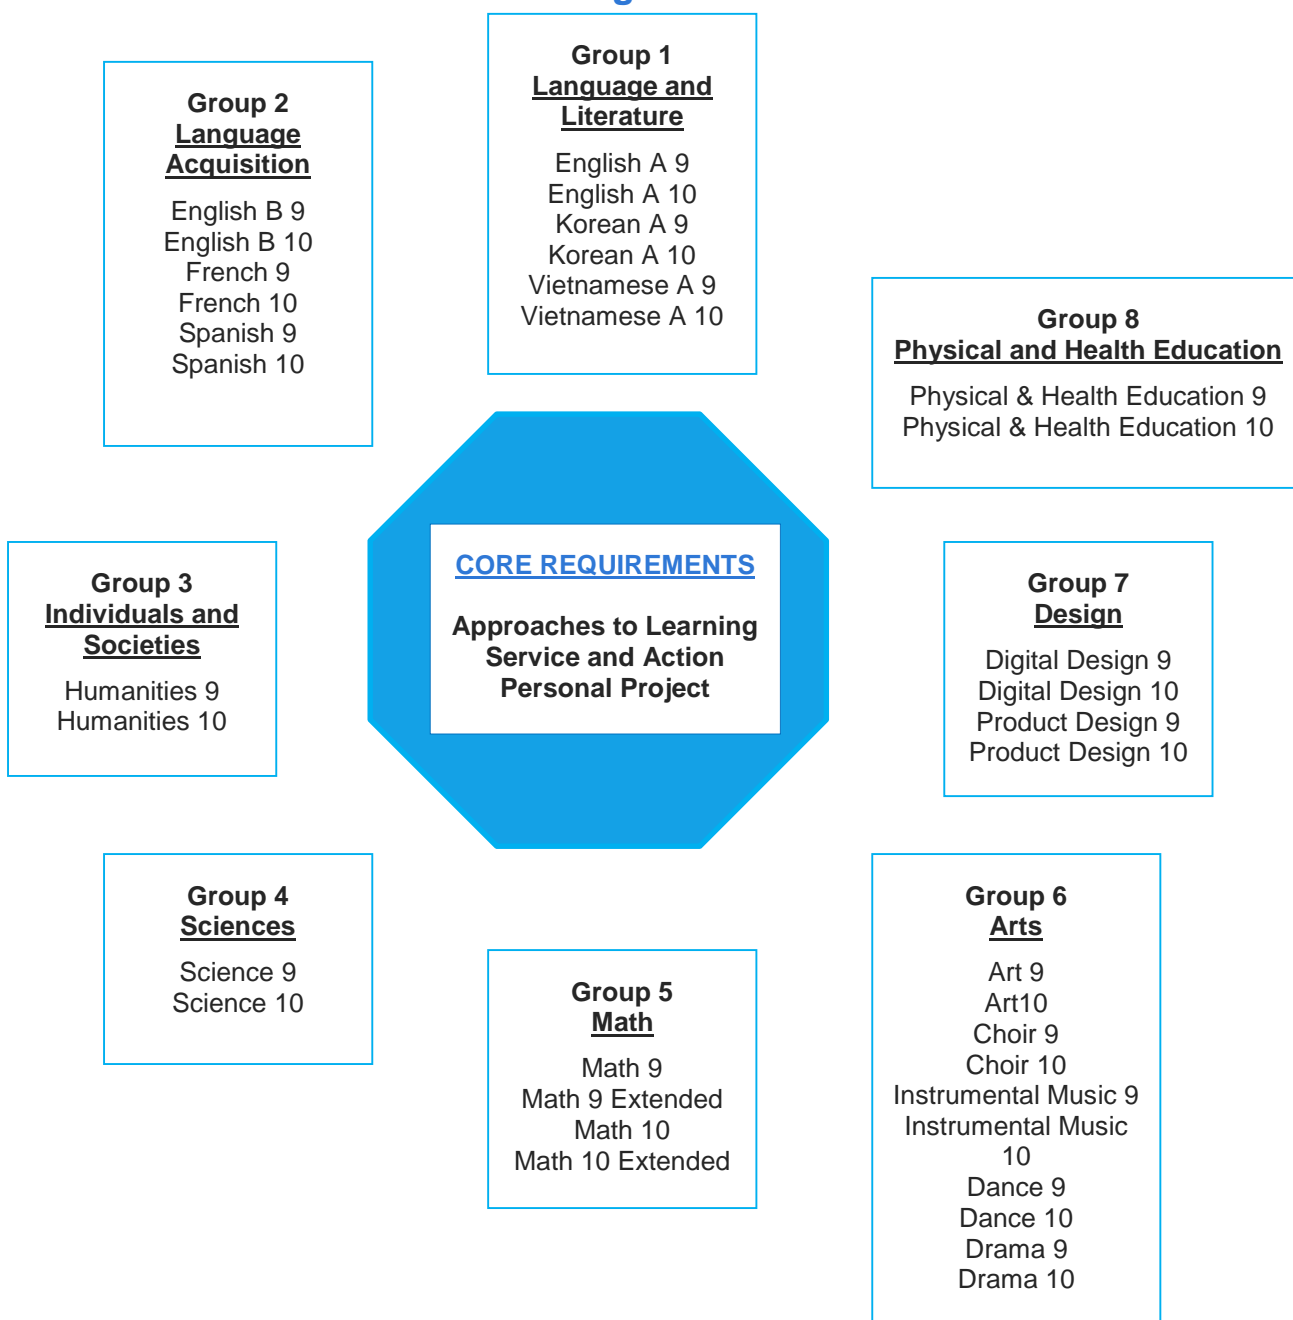 Group 1
Language and
Literature
English A 9
English A 10
Korean A 9
Korean A 10
Vietnamese A 9
Vietnamese A 10
Group 2
Language
Acquisition
English B 9
English B 10
French 9
French 10
Spanish 9
Spanish 10
Group 8
Physical and Health Education
Physical & Health Education 9
Physical & Health Education 10
CORE REQUIREMENTS
Approaches to Learning
Service and Action
Personal Project
Group 3
Individuals and
Societies
Humanities 9
Humanities 10
Group 7
Design
Digital Design 9
Digital Design 10
Product Design 9
Product Design 10
Group 4
Sciences
Science 9
Science 10
Group 5
Math
Math 9
Math 9 Extended
Math 10
Math 10 Extended
Group 6
Arts
Art 9
Art10
Choir 9
Choir 10
Instrumental Music 9
Instrumental Music
10
Dance 9
Dance 10
Drama 9
Drama 10